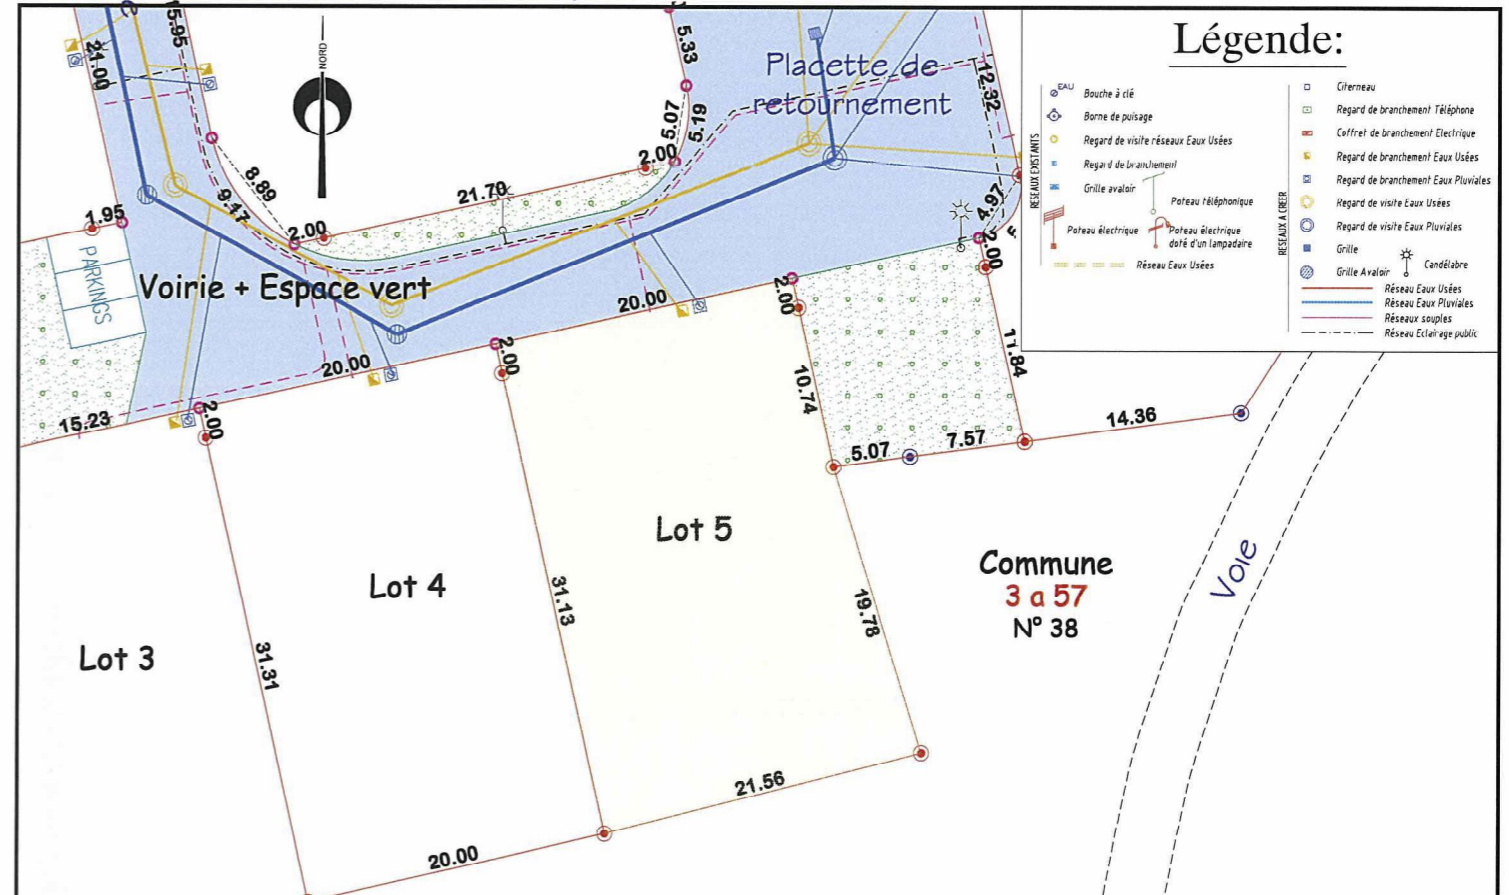 Légende:
RESEAUX EXISTANTS
EAU
Bouche à clé
Borne de puisage
Regard de visite réseaux Eaux Usées
Regard de branchement
Grille avaloir
Poteau téléphonique
Poteau électrique
Poteau électrique
doté d'un lampadaire
Réseau Eaux Usées
RESEAUX A CREER
Citerneau
Regard de branchement Téléphone
Coffret de branchement Electrique
Regard de branchement Eaux Usées
Regard de branchement Eaux Pluviales
Regard de visite Eaux Usées
Regard de visite Eaux Pluviales
Grille
Grille Avaloir
Candélabre
Réseau Eaux Usées
Réseau Eaux Pluviales
Réseaux souples
Réseau Eclairage public
NORD
15.95
21.00
5.33
Placette de
retournement
12.32
5.07
5.19
2.00
8.89
9.47
21.70
4.97
1.95
2.00
2.00
PARKINGS
Voirie + Espace vert
20.00
2.00
11.84
20.00
2.00
10.74
15.23
2.00
14.36
5.07
7.57
Lot 5
Lot 4
Lot 3
31.31
31.13
19.78
Commune
3 a 57
N° 38
Voie
21.56
20.00